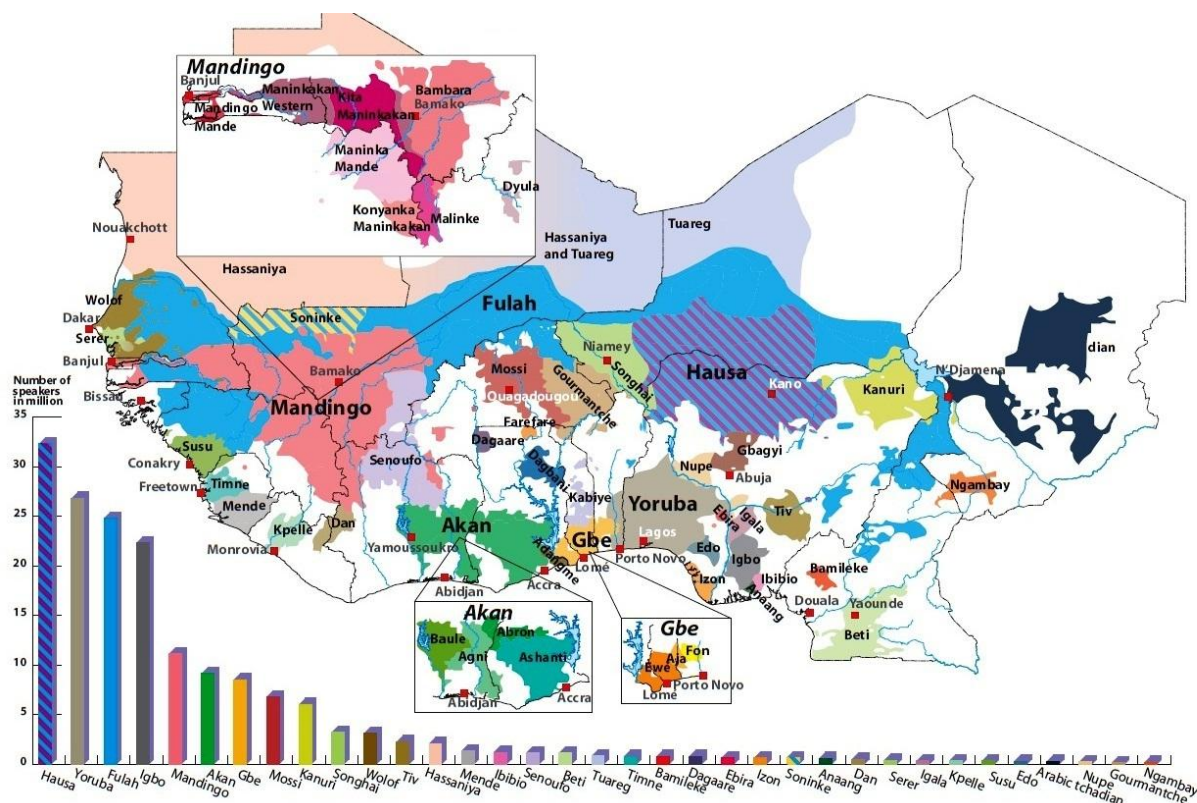 Mandingo
Banjul
Mandingo
Mande
Maninkakan
Western
Kita
Maninkakan
Bambara
Bamako
Maninka
Mande
Konyanka
Maninkakan
Malinke
Dyula
Nouakchott
Hassaniya
Hassaniya
and Tuareg
Tuareg
Wolof
Dakar
Serer
Banjul
Bissau
Soninke
Fulah
Bamako
Mandingo
Mossi
Ouagadougou
Gourmantche
Niamey
Songhai
Hausa
Kano
Kanuri
N'Djamena
dian
Farefare
Dagaare
Dagbani
Susu
Conakry
Freetown
Timne
Mende
Kpelle
Monrovia
Dan
Senoufo
Yamoussoukro
Akan
Abidjan
Accra
Adangme
Kabiye
Gbe
Lomé
Porto Novo
Yoruba
Lagos
Nupe
Gbagyi
Abuja
Ebira
Igala
Tiv
Edo
Igbo
Izon
Ibibio
Anaang
Ngambay
Bamileke
Douala
Yaounde
Beti
Akan
Baule
Abron
Agni
Ashanti
Abidjan
Accra
Gbe
Fon
Aja
Ewe
Porto Novo
Lomé
Number of
speakers
in million
35
30
25
20
15
10
5
0
Hausa
Yoruba
Fulah
Igbo
Mandingo
Akan
Gbe
Mossi
Kanuri
Songhai
Wolof
Tiv
Hassaniya
Mende
Ibibio
Senoufo
Beti
Tuareg
Timne
Bamileke
Dagaare
Ebira
Izon
Soninke
Anaang
Dan
Serer
Igala
Kpelle
Susu
Edo
Arabic tchadian
Nupe
Gourmantche
Ngambay